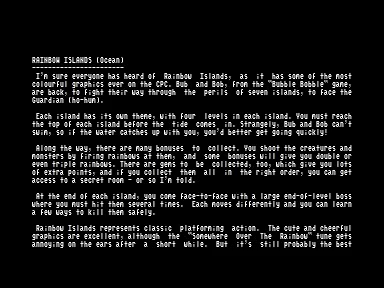 RAINBOW ISLANDS (Ocean)
-----------------------
I'm sure everyone has heard of Rainbow Islands, as it has some of the most
colourful graphics ever on the CPC. Bub and Bob, from the "Bubble Bobble" game,
are back, to fight their way through the perils of seven islands, to face the
Guardian (ho-hum).
Each island has its own theme, with four levels in each island. You must reach
the top of each island before the tide comes in. Strangely, Bub and Bob can't
swim, so if the water catches up with you, you'd better get going quickly!
Along the way, there are many bonuses to collect. You shoot the creatures and
monsters by firing rainbows at them, and some bonuses will give you double or
even triple rainbows. There are gems to be collected, too, which give you lots
of extra points, and if you collect them all in the right order, you can get
access to a secret room - or so I'm told.
At the end of each island, you come face-to-face with a large end-of-level boss
where you must hit them several times. Each moves differently and you can learn
a few ways to kill them safely.
Rainbow Islands represents classic platforming action. The cute and cheerful
graphics are excellent, although the "Somewhere Over The Rainbow" tune gets
annoying on the ears after a short while. But it's still probably the best